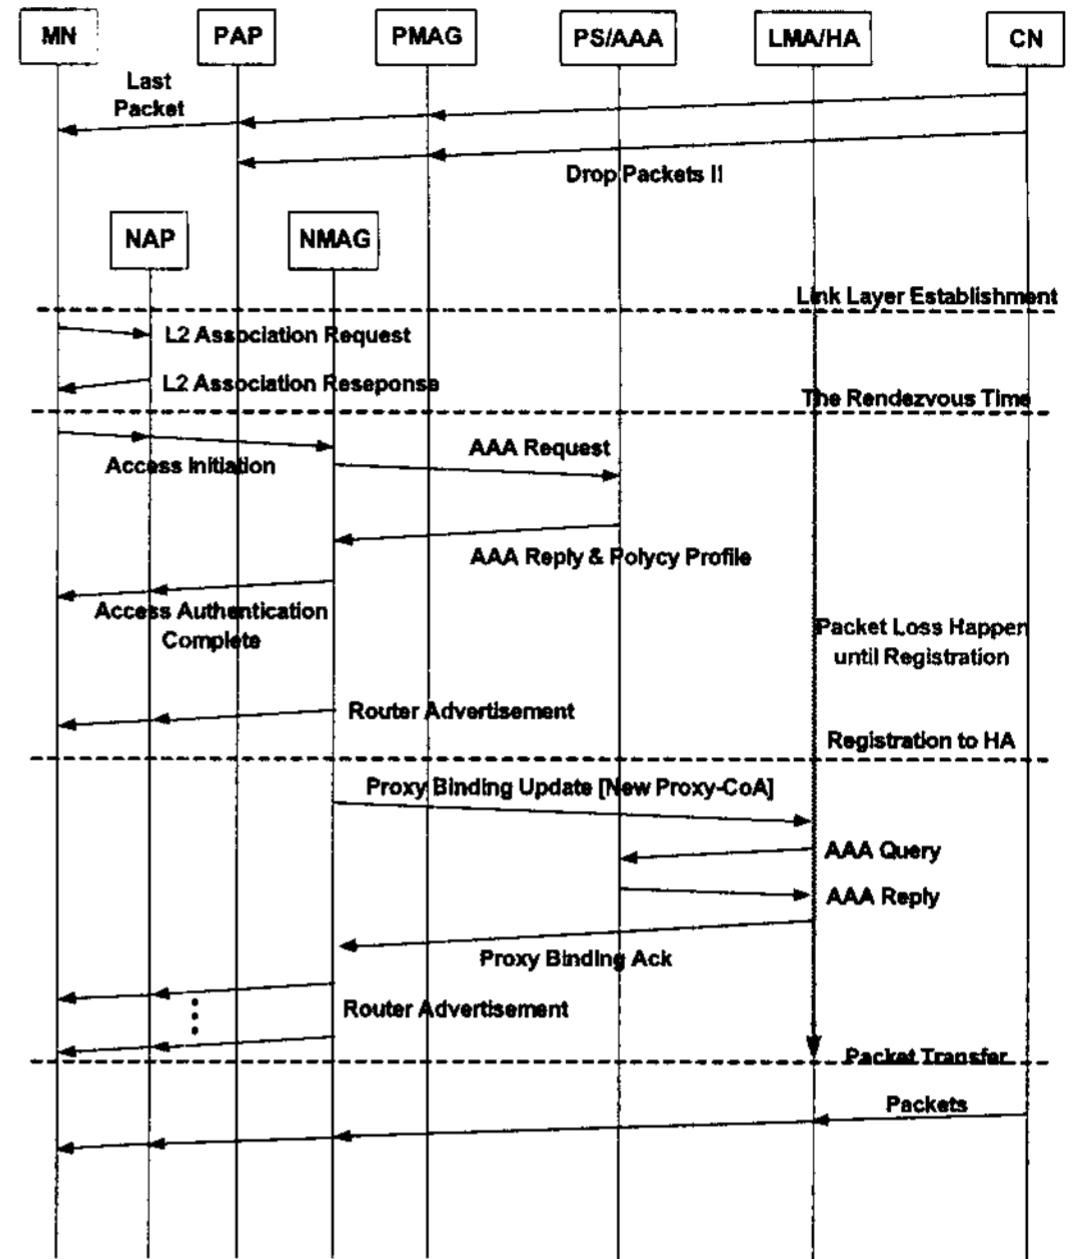 MN PAP PMAG PS/AAA LMA/HA CN
Last
Packet
Drop Packets !!
NAP NMAG
Link Layer Establishment
L2 Association Request
L2 Association Reseponse
The Rendezvous Time
Access Initiation
AAA Request
AAA Reply & Polycy Profile
Access Authentication
Complete
Packet Loss Happen
until Registration
Router Advertisement
Registration to HA
Proxy Binding Update [New Proxy-CoA]
AAA Query
AAA Reply
Proxy Binding Ack
Router Advertisement
Packet Transfer
Packets